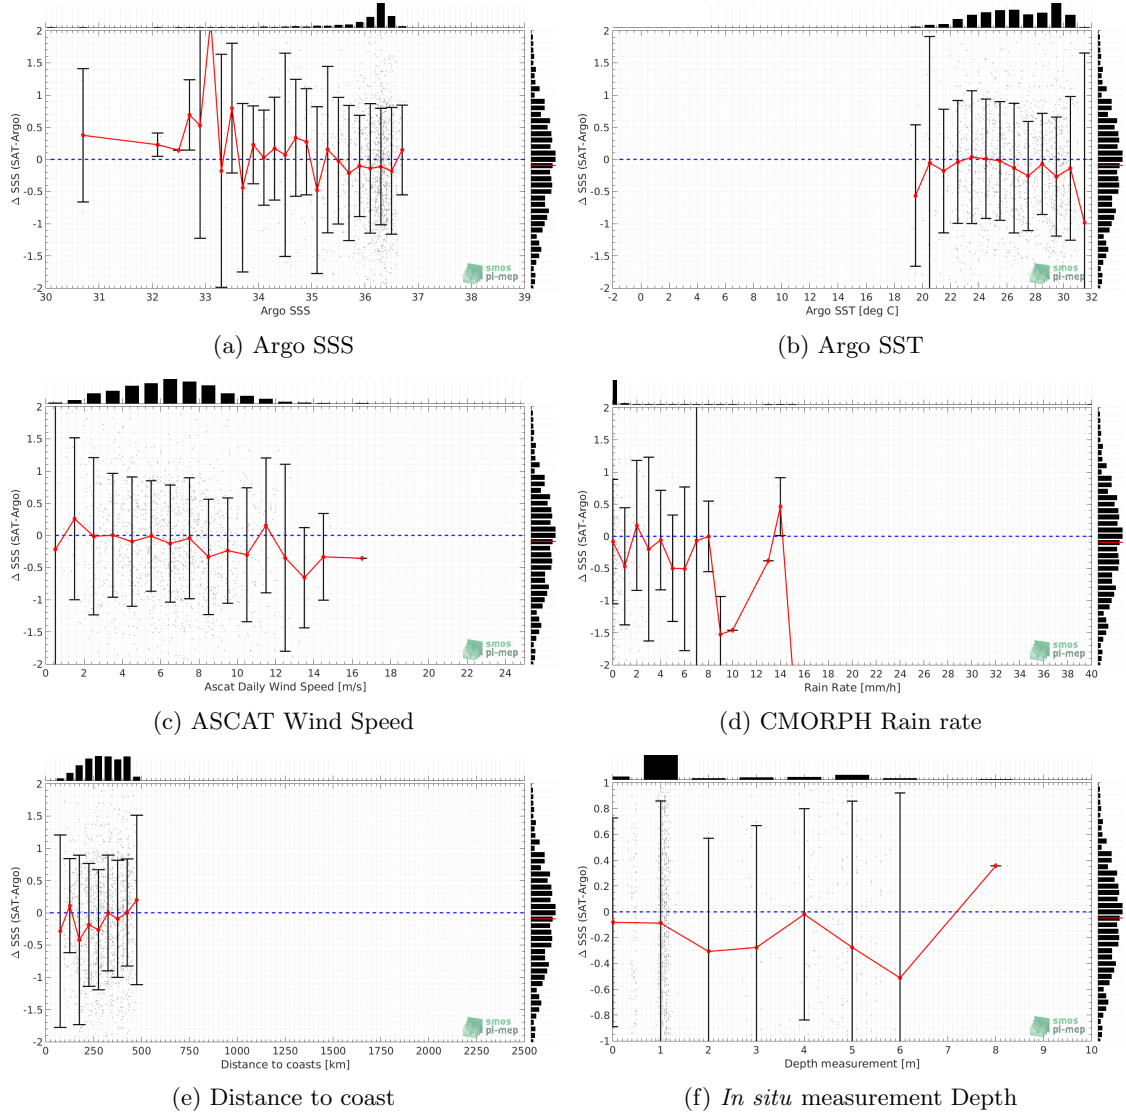 2
1.5
1
0.5
0
-0.5
-1
-1.5
-2
Δ SSS (SAT-Argo)
30 31 32 33 34 35 36 37 38 39
Argo SSS
smos
pi-mep
(a) Argo SSS
2
1.5
1
0.5
0
-0.5
-1
-1.5
-2
Δ SSS (SAT-Argo)
-2 0 2 4 6 8 10 12 14 16 18 20 22 24 26 28 30 32
Argo SST [deg C]
smos
pi-mep
(b) Argo SST
2
1.5
1
0.5
0
-0.5
-1
-1.5
-2
Δ SSS (SAT-Argo)
0 2 4 6 8 10 12 14 16 18 20 22 24
Ascat Daily Wind Speed [m/s]
smos
pi-mep
(c) ASCAT Wind Speed
2
1.5
1
0.5
0
-0.5
-1
-1.5
-2
Δ SSS (SAT-Argo)
0 2 4 6 8 10 12 14 16 18 20 22 24 26 28 30 32 34 36 38 40
Rain Rate [mm/h]
smos
pi-mep
(d) CMORPH Rain rate
2
1.5
1
0.5
0
-0.5
-1
-1.5
-2
Δ SSS (SAT-Argo)
0 250 500 750 1000 1250 1500 1750 2000 2250 2500
Distance to coasts [km]
smos
pi-mep
(e) Distance to coast
1
0.8
0.6
0.4
0.2
0
-0.2
-0.4
-0.6
-0.8
-1
Δ SSS (SAT-Argo)
0 1 2 3 4 5 6 7 8 9 10
Depth measurement [m]
smos
pi-mep
(f) In situ measurement Depth